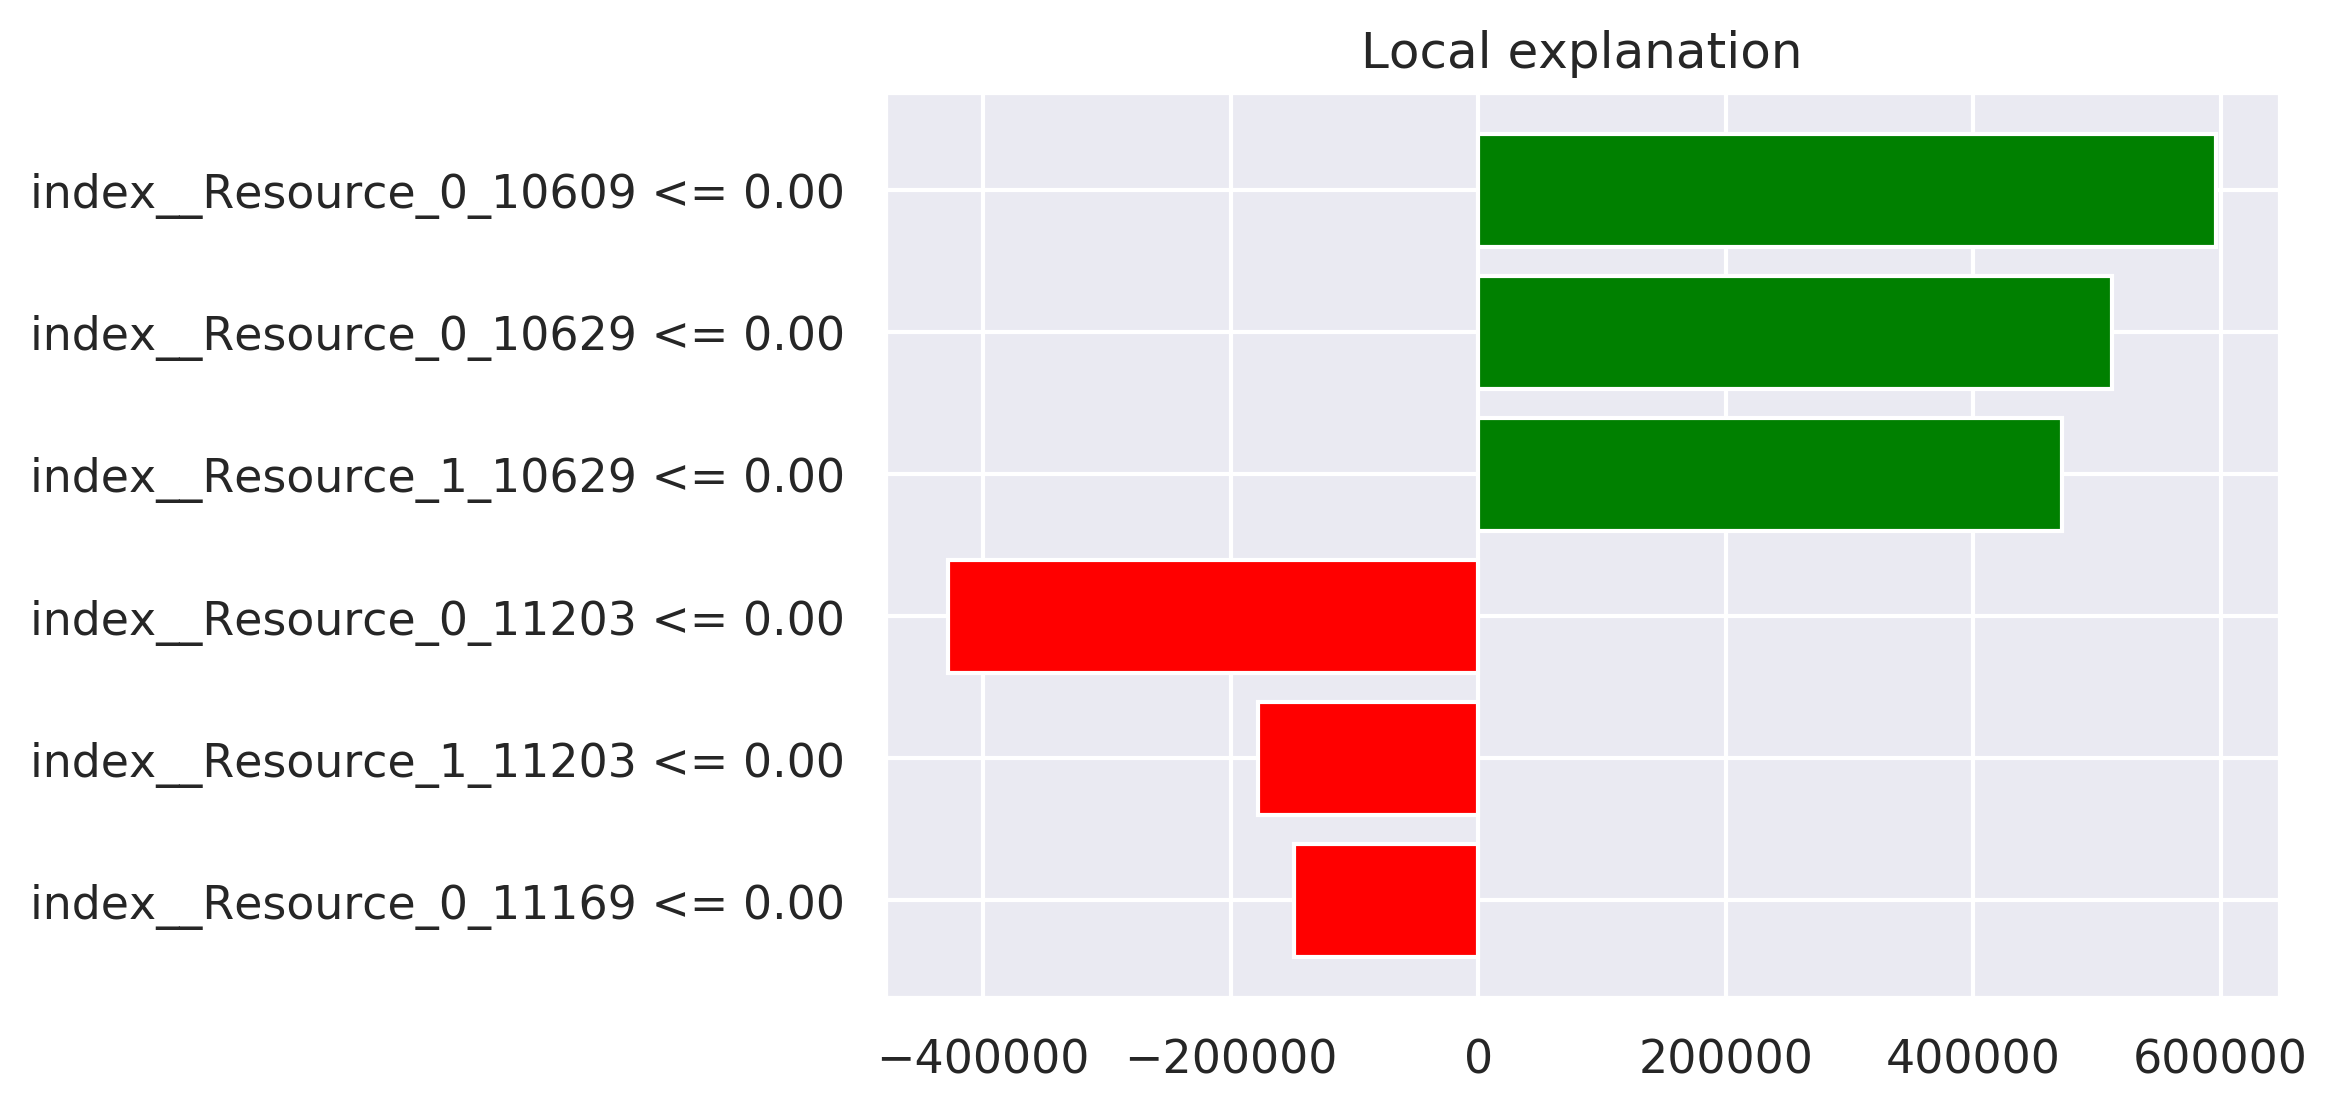 Local explanation
index__Resource_0_10609 <= 0.00
index__Resource_0_10629 <= 0.00
index__Resource_1_10629 <= 0.00
index__Resource_0_11203 <= 0.00
index__Resource_1_11203 <= 0.00
index__Resource_0_11169 <= 0.00
−400000 −200000 0 200000 400000 600000